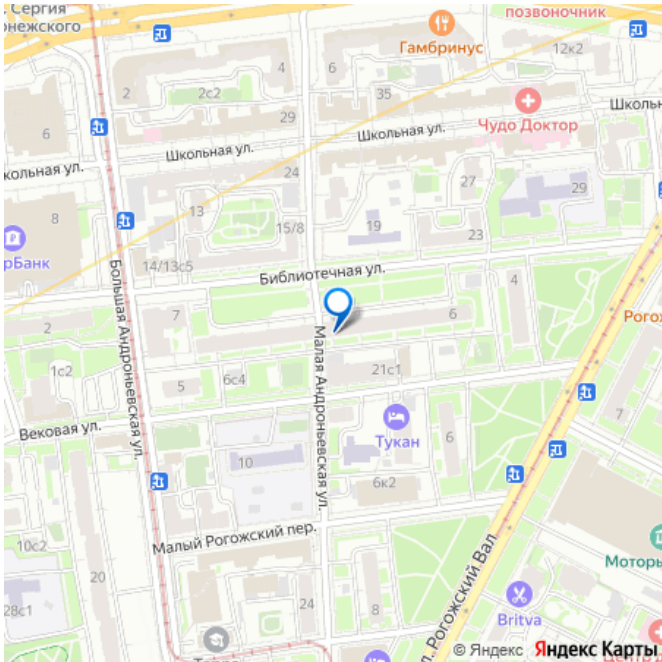 Сергия
онежского
позвоночник
Гамбринус
12к2
4
2
2с2
35
6
29
Чудо Доктор
Школьная ул.
Школьная ул.
Школьная ул.
кольная ул.
24
27
29
13
8
15/8
19
23
рБанк
14/13с5
Библиотечная ул.
4
Большая Андроньевская ул.
7
6
Рогож
2
Малая Андроньевская ул.
1с2
5
6с4
21с1
7
Вековая ул.
Тукан
6
10
6к2
Малый Рогожский пер.
10с2
л. Рогожский Вал
Моторы
20
28с1
24
8
Britva
© Яндекс Яндекс Карты